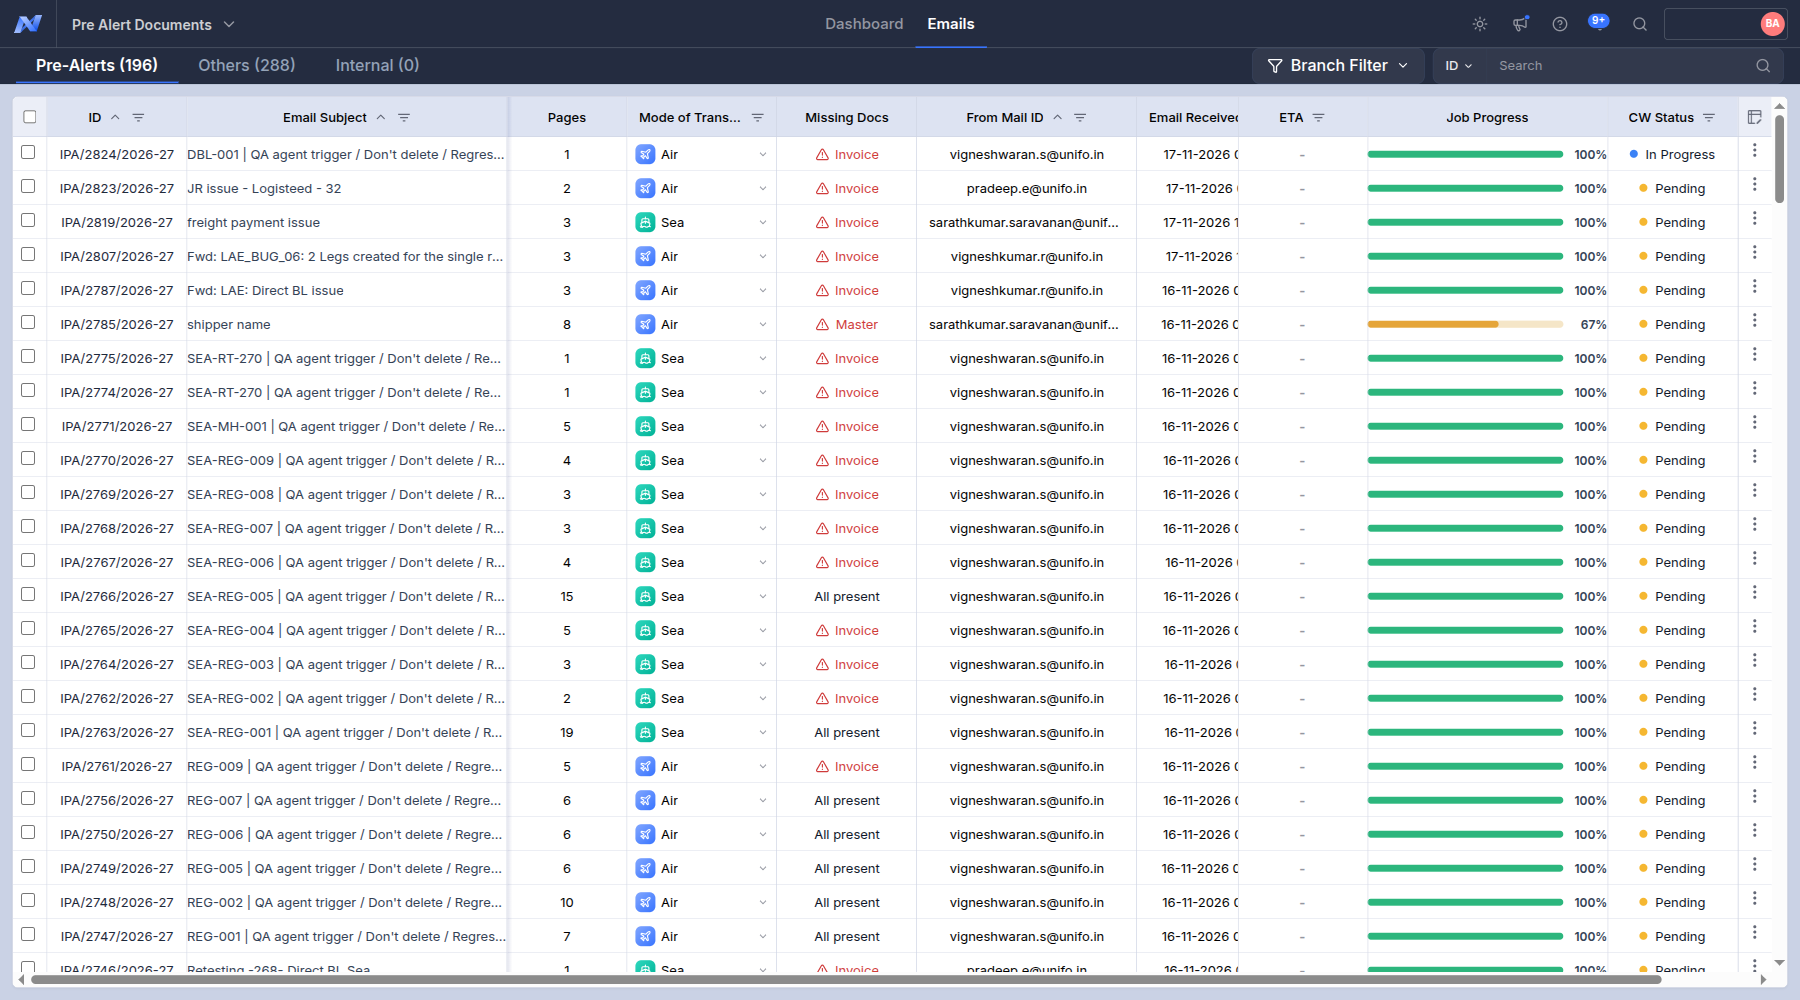 Pre Alert Documents Dashboard Emails 9+ BA
Pre-Alerts (196) Others (288) Internal (0) Branch Filter ID Search
ID Email Subject Pages Mode of Trans... Missing Docs From Mail ID Email Received ETA Job Progress CW Status
IPA/2824/2026-27 DBL-001 | QA agent trigger / Don't delete / Regres... 1 Air Invoice vigneshwaran.s@unifo.in 17-11-2026 - 100% In Progress
IPA/2823/2026-27 JR issue - Logisteed - 32 2 Air Invoice pradeep.e@unifo.in 17-11-2026 - 100% Pending
IPA/2819/2026-27 freight payment issue 3 Sea Invoice sarathkumar.saravanan@unif... 17-11-2026 1 - 100% Pending
IPA/2807/2026-27 Fwd: LAE_BUG_06: 2 Legs created for the single r... 3 Air Invoice vigneshkumar.r@unifo.in 17-11-2026 - 100% Pending
IPA/2787/2026-27 Fwd: LAE: Direct BL issue 3 Air Invoice vigneshkumar.r@unifo.in 16-11-2026 - 100% Pending
IPA/2785/2026-27 shipper name 8 Air Master sarathkumar.saravanan@unif... 16-11-2026 - 67% Pending
IPA/2775/2026-27 SEA-RT-270 | QA agent trigger / Don't delete / Re... 1 Sea Invoice vigneshwaran.s@unifo.in 16-11-2026 - 100% Pending
IPA/2774/2026-27 SEA-RT-270 | QA agent trigger / Don't delete / Re... 1 Sea Invoice vigneshwaran.s@unifo.in 16-11-2026 - 100% Pending
IPA/2771/2026-27 SEA-MH-001 | QA agent trigger / Don't delete / Re... 5 Sea Invoice vigneshwaran.s@unifo.in 16-11-2026 - 100% Pending
IPA/2770/2026-27 SEA-REG-009 | QA agent trigger / Don't delete / R... 4 Sea Invoice vigneshwaran.s@unifo.in 16-11-2026 - 100% Pending
IPA/2769/2026-27 SEA-REG-008 | QA agent trigger / Don't delete / R... 3 Sea Invoice vigneshwaran.s@unifo.in 16-11-2026 - 100% Pending
IPA/2768/2026-27 SEA-REG-007 | QA agent trigger / Don't delete / R... 3 Sea Invoice vigneshwaran.s@unifo.in 16-11-2026 - 100% Pending
IPA/2767/2026-27 SEA-REG-006 | QA agent trigger / Don't delete / R... 4 Sea Invoice vigneshwaran.s@unifo.in 16-11-2026 - 100% Pending
IPA/2766/2026-27 SEA-REG-005 | QA agent trigger / Don't delete / R... 15 Sea All present vigneshwaran.s@unifo.in 16-11-2026 - 100% Pending
IPA/2765/2026-27 SEA-REG-004 | QA agent trigger / Don't delete / R... 5 Sea Invoice vigneshwaran.s@unifo.in 16-11-2026 - 100% Pending
IPA/2764/2026-27 SEA-REG-003 | QA agent trigger / Don't delete / R... 3 Sea Invoice vigneshwaran.s@unifo.in 16-11-2026 - 100% Pending
IPA/2762/2026-27 SEA-REG-002 | QA agent trigger / Don't delete / R... 2 Sea Invoice vigneshwaran.s@unifo.in 16-11-2026 - 100% Pending
IPA/2763/2026-27 SEA-REG-001 | QA agent trigger / Don't delete / R... 19 Sea All present vigneshwaran.s@unifo.in 16-11-2026 - 100% Pending
IPA/2761/2026-27 REG-009 | QA agent trigger / Don't delete / Regre... 5 Air Invoice vigneshwaran.s@unifo.in 16-11-2026 - 100% Pending
IPA/2756/2026-27 REG-007 | QA agent trigger / Don't delete / Regre... 6 Air All present vigneshwaran.s@unifo.in 16-11-2026 - 100% Pending
IPA/2750/2026-27 REG-006 | QA agent trigger / Don't delete / Regre... 6 Air All present vigneshwaran.s@unifo.in 16-11-2026 - 100% Pending
IPA/2749/2026-27 REG-005 | QA agent trigger / Don't delete / Regre... 6 Air All present vigneshwaran.s@unifo.in 16-11-2026 - 100% Pending
IPA/2748/2026-27 REG-002 | QA agent trigger / Don't delete / Regre... 10 Air All present vigneshwaran.s@unifo.in 16-11-2026 - 100% Pending
IPA/2747/2026-27 REG-001 | QA agent trigger / Don't delete / Regres... 7 Air All present vigneshwaran.s@unifo.in 16-11-2026 - 100% Pending
IPA/2746/2026-27 Retesting -268- Direct BL Sea 1 Sea Invoice pradeep.e@unifo.in 16-11-2026 - 100% Pending